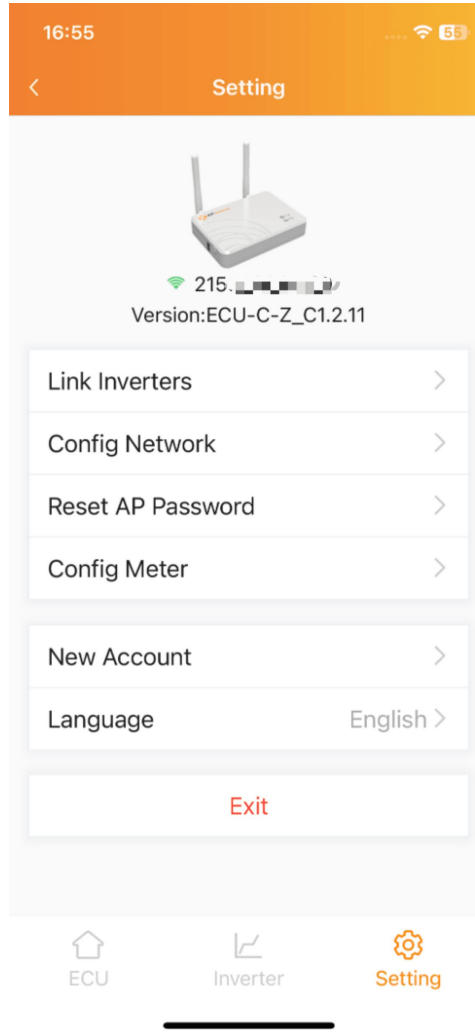 16:55
55
Setting
215.
Version:ECU-C-Z_C1.2.11
Link Inverters
Config Network
Reset AP Password
Config Meter
New Account
Language English
Exit
ECU Inverter Setting